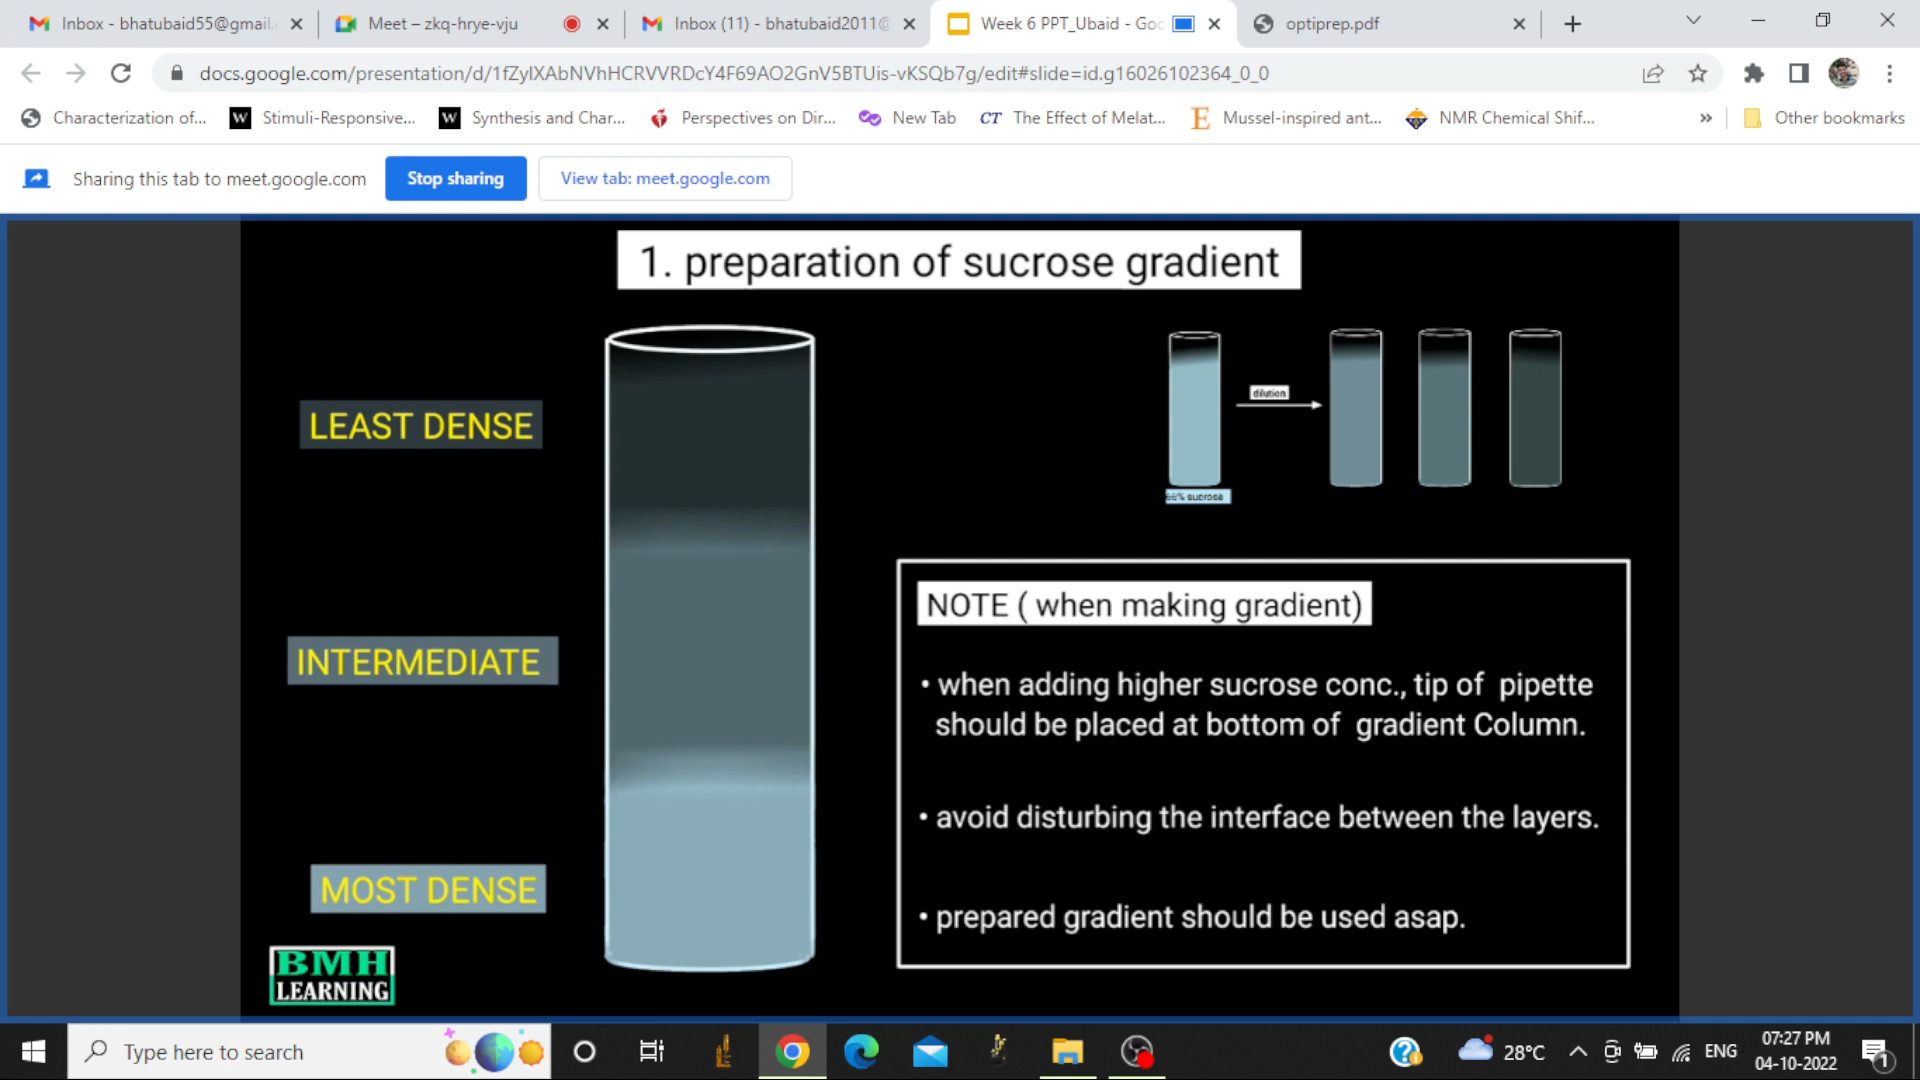 Inbox - bhatubaid55@gmail.
Meet – zkq-hrye-vju
Inbox (11) - bhatubaid2011@
Week 6 PPT_Ubaid - Goo
optiprep.pdf
docs.google.com/presentation/d/1fZylXAbNVhHCRVVRDcY4F69AO2GnV5BTUis-vKSQb7g/edit#slide=id.g16026102364_0_0
Characterization of...
W Stimuli-Responsive...
W Synthesis and Char...
Perspectives on Dir...
New Tab
CT The Effect of Melat...
E Mussel-inspired ant...
NMR Chemical Shif...
»
Other bookmarks
Sharing this tab to meet.google.com
Stop sharing
View tab: meet.google.com
1. preparation of sucrose gradient
LEAST DENSE
INTERMEDIATE
MOST DENSE
dilution
66% sucrose
NOTE ( when making gradient)
• when adding higher sucrose conc., tip of pipette
should be placed at bottom of gradient Column.
• avoid disturbing the interface between the layers.
• prepared gradient should be used asap.
BMH
LEARNING
Type here to search
28°C
ENG
07:27 PM
04-10-2022
1